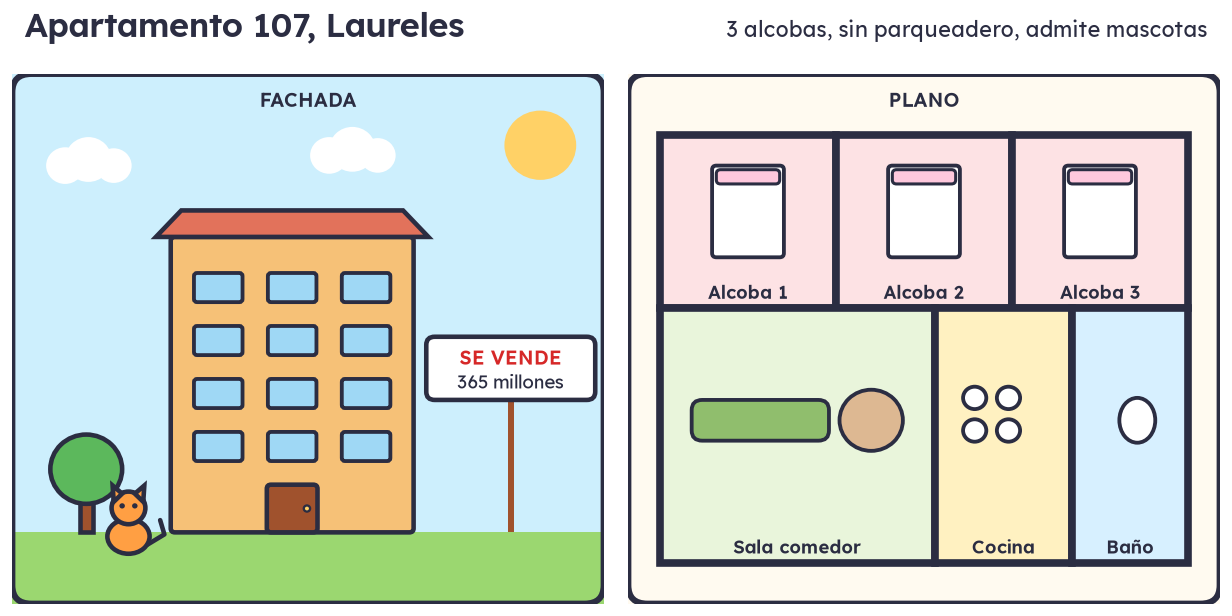 Apartamento 107, Laureles
3 alcobas, sin parqueadero, admite mascotas
FACHADA
SE VENDE
365 millones
PLANO
Alcoba 1
Alcoba 2
Alcoba 3
Sala comedor
Cocina
Baño